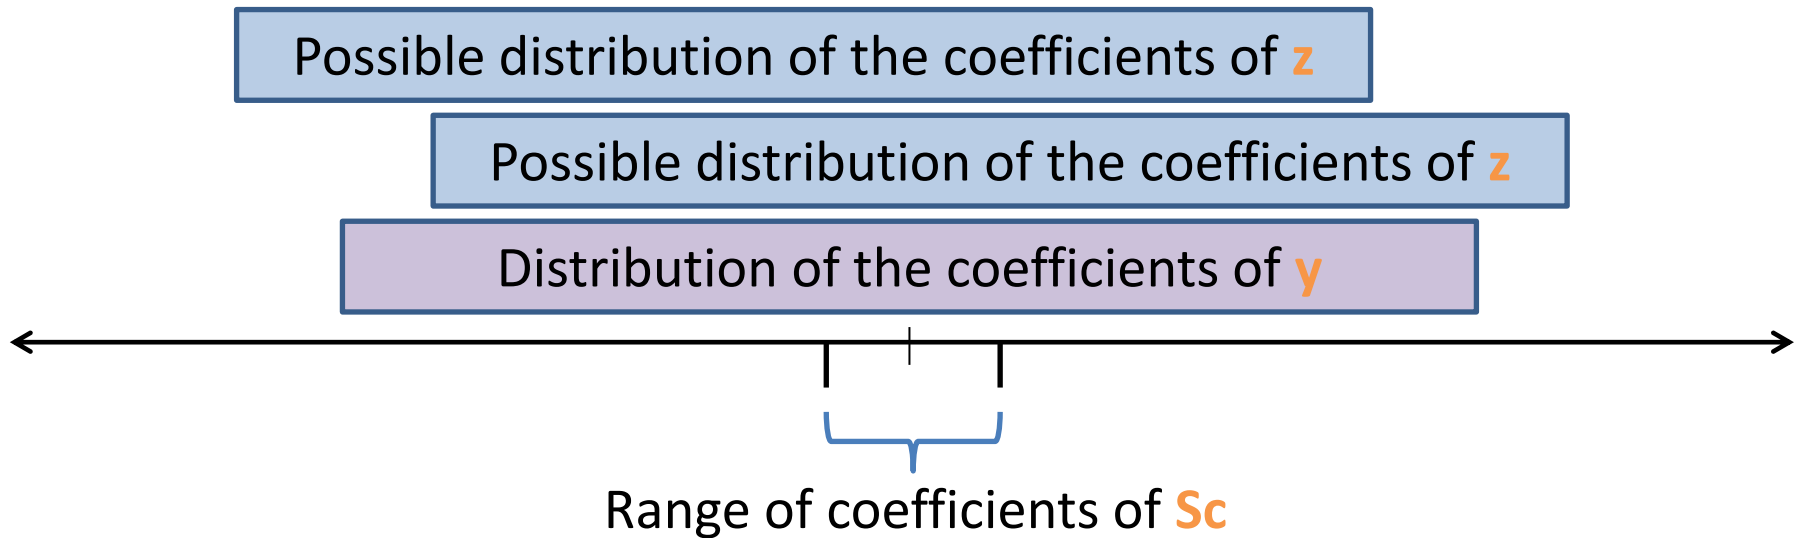 Possible distribution of the coefficients of z
Possible distribution of the coefficients of z
Distribution of the coefficients of y
Range of coefficients of Sc